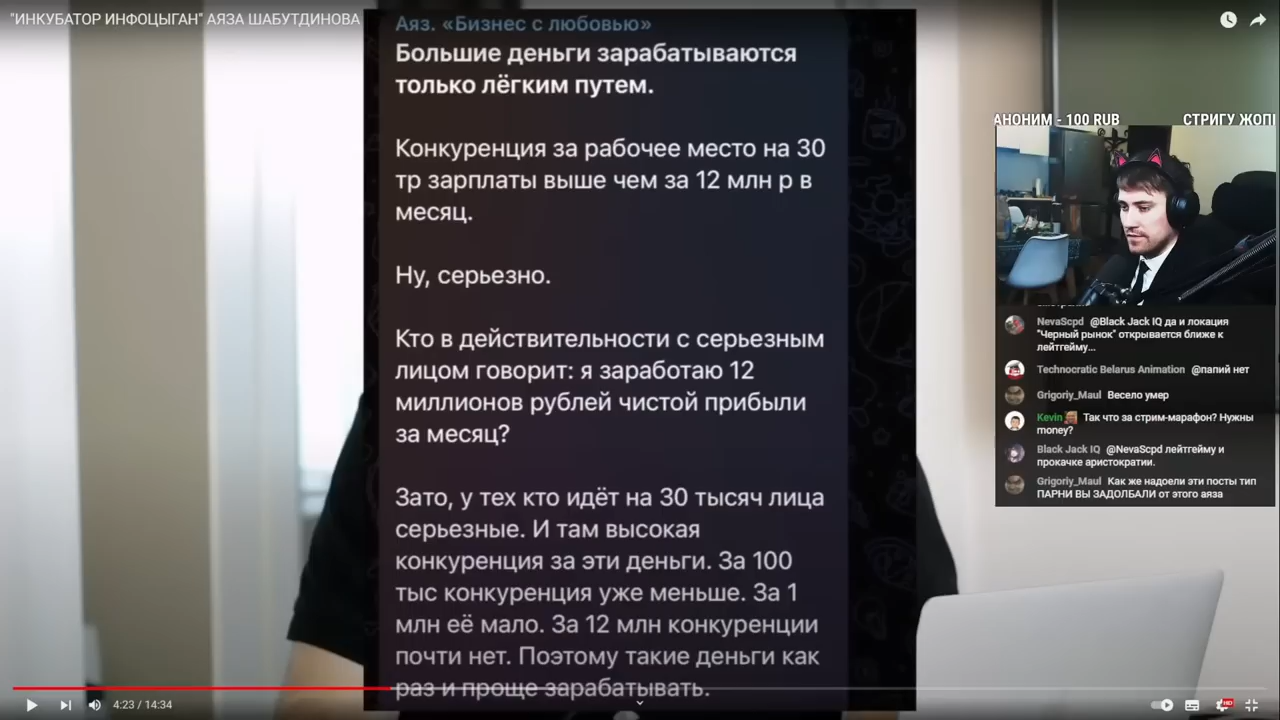 "ИНКУБАТОР ИНФОЦЫГАН" АЯЗА ШАБУТДИНОВА
Аяз. «Бизнес с любовью»
Большие деньги зарабатываются
только лёгким путем.
Конкуренция за рабочее место на 30
тр зарплаты выше чем за 12 млн р в
месяц.
Ну, серьезно.
Кто в действительности с серьезным
лицом говорит: я заработаю 12
миллионов рублей чистой прибыли
за месяц?
Зато, у тех кто идёт на 30 тысяч лица
серьезные. И там высокая
конкуренция за эти деньги. За 100
тыс конкуренция уже меньше. За 1
млн её мало. За 12 млн конкуренции
почти нет. Поэтому такие деньги как
раз и проще зарабатывать.
АНОНИМ - 100 RUB СТРИГУ ЖОПІ
NevaScpd @Black Jack IQ да и локация
"Черный рынок" открывается ближе к
лейтгейму...
Technocratic Belarus Animation @папий нет
Grigoriy_Maul Весело умер
Kevin Так что за стрим-марафон? Нужны
money?
Black Jack IQ @NevaScpd лейтгейму и
прокачке аристократии.
Grigoriy_Maul Как же надоели эти посты тип
ПАРНИ ВЫ ЗАДОЛБАЛИ от этого аяза
4:23 / 14:34
HD